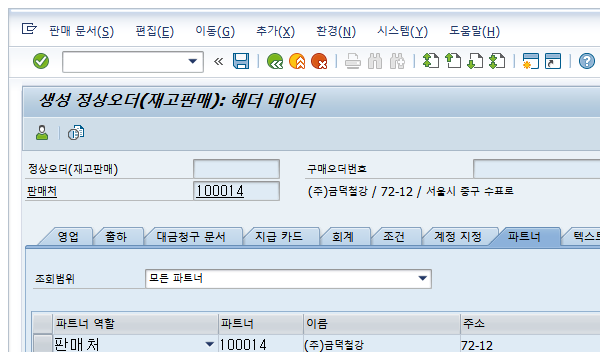 판매 문서(S) 편집(E) 이동(G) 추가(X) 환경(N) 시스템(Y) 도움말(H)
생성 정상오더(재고판매): 헤더 데이터
정상오더(재고판매) 구매오더번호
판매처 100014 (주)금덕철강 / 72-12 / 서울시 중구 수표로
영업 출하 대금청구 문서 지급 카드 회계 조건 계정 지정 파트너 텍스트
조회범위 모든 파트너
파트너 역할 파트너 이름 주소
판매처 100014 (주)금덕철강 72-12